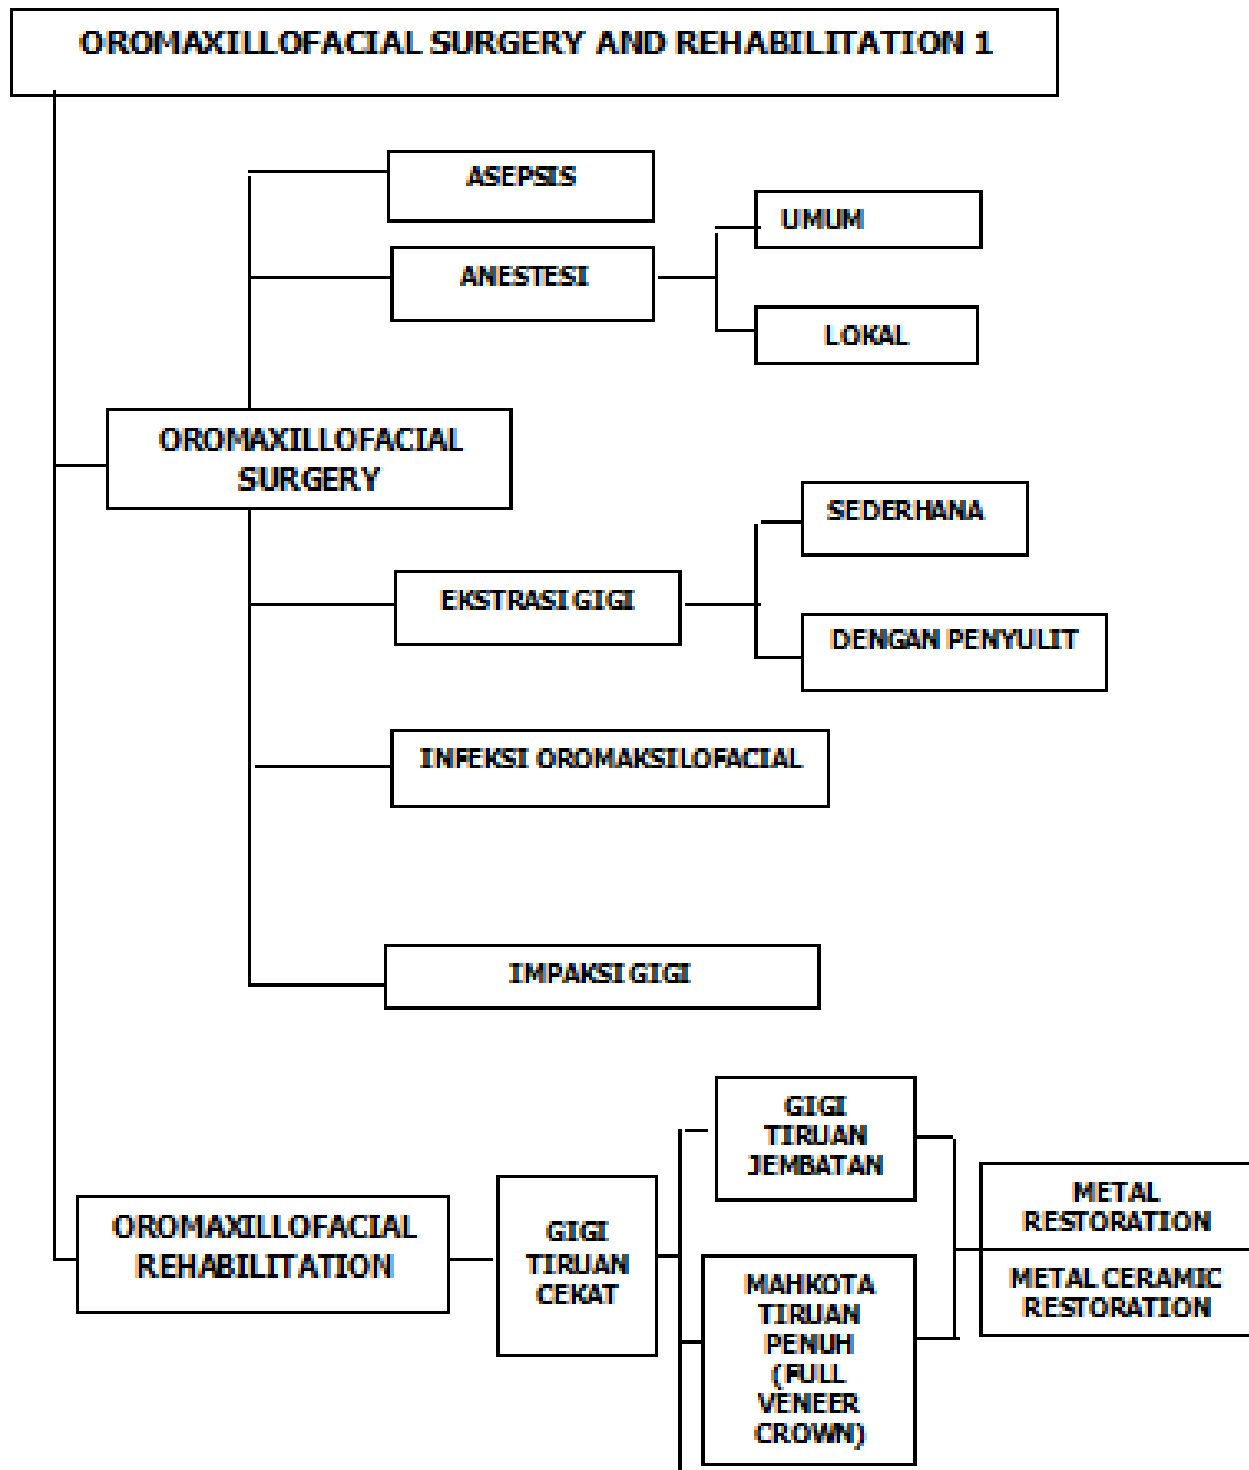 OROMAXILLOFACIAL SURGERY AND REHABILITATION 1
ASEPSIS
UMUM
ANESTESI
LOKAL
OROMAXILLOFACIAL
SURGERY
SEDERHANA
EKSTRASI GIGI
DENGAN PENYULIT
INFEKSI OROMAKSILOFACIAL
IMPAKSI GIGI
GIGI
TIRUAN
JEMBATAN
METAL
RESTORATION
OROMAXILLOFACIAL
REHABILITATION
GIGI
TIRUAN
CEKAT
METAL CERAMIC
RESTORATION
MAHKOTA
TIRUAN
PENUH
(FULL
VENEER
CROWN)